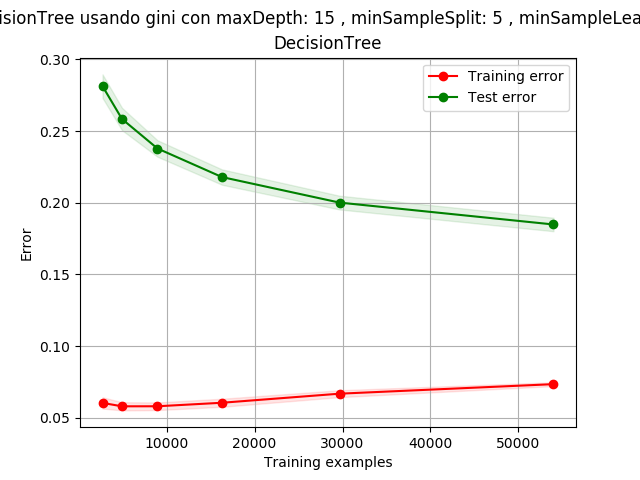 isionTree usando gini con maxDepth: 15 , minSampleSplit: 5 , minSampleLea
DecisionTree
Training error
Test error
0.30
0.25
0.20
0.15
0.10
0.05
Error
10000 20000 30000 40000 50000
Training examples